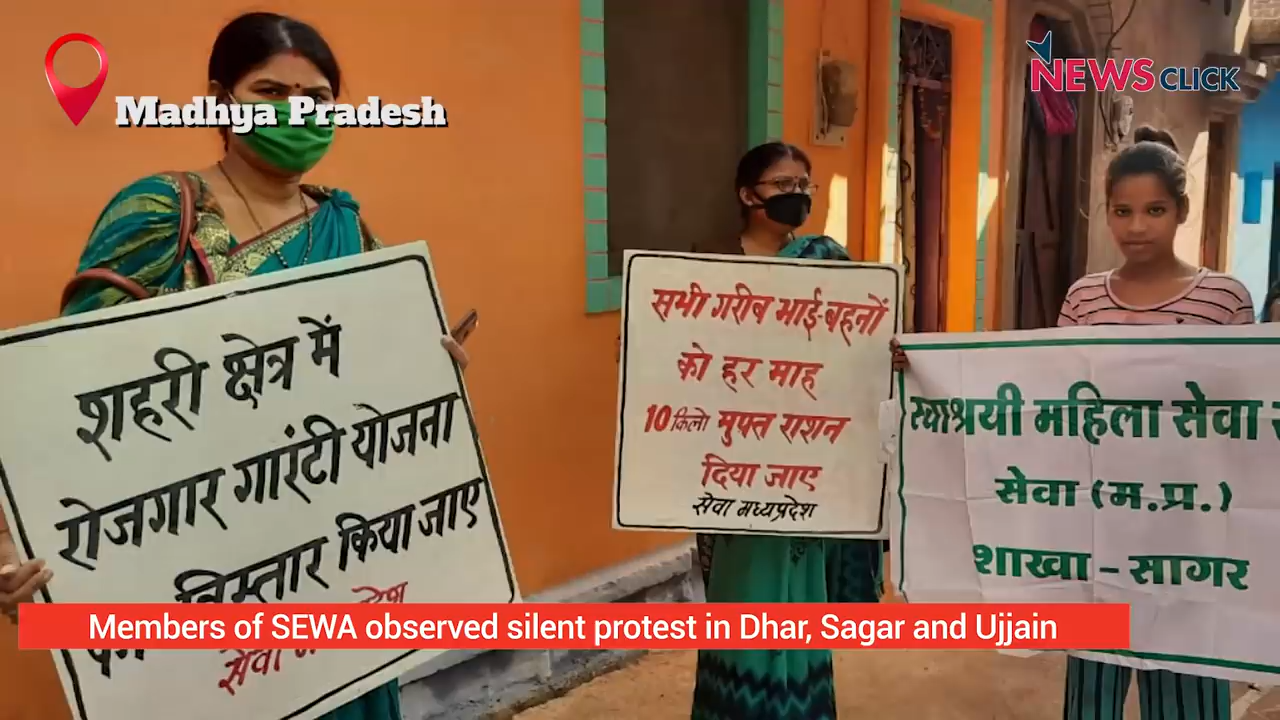 Madhya Pradesh
NEWSCLICK
शहरी क्षेत्र में
रोजगार गारंटी योजना
विस्तार किया जाए
सेवा
सभी गरीब भाई-बहनों
को हर माह
10 किलो मुफ्त राशन
दिया जाए
सेवा मध्यप्रदेश
स्वाश्रयी महिला सेवा
सेवा (म.प्र.)
शाखा - सागर
Members of SEWA observed silent protest in Dhar, Sagar and Ujjain